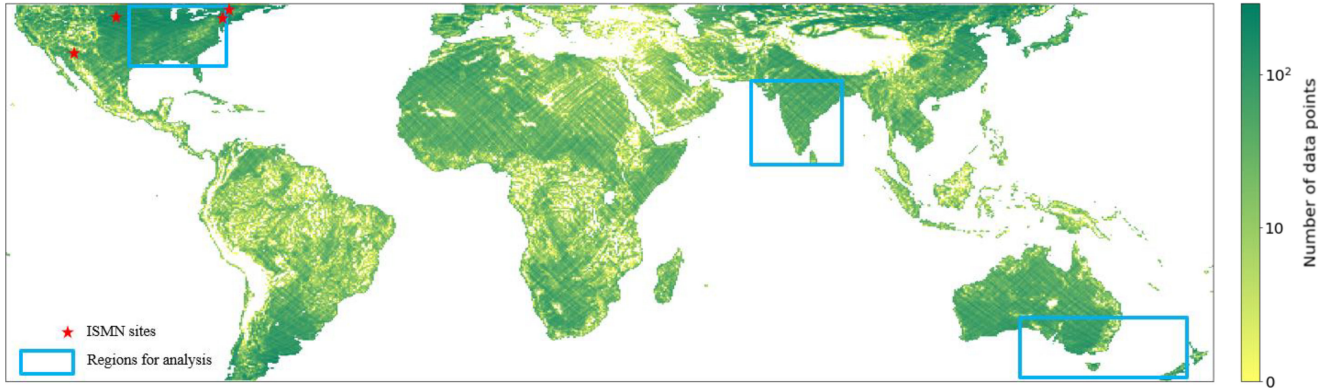 ISMN sites
Regions for analysis
10²
10
0
Number of data points